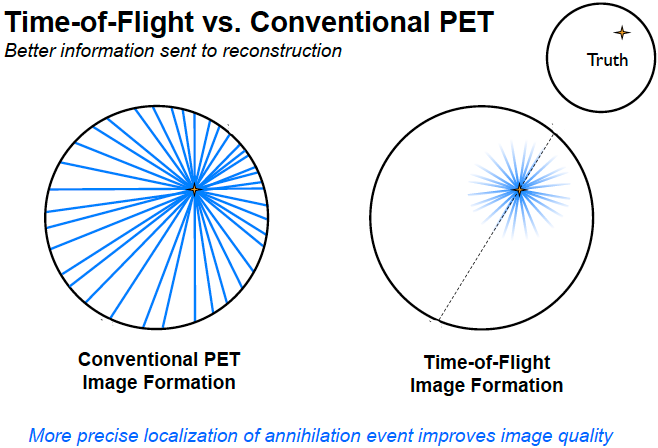 Time-of-Flight vs. Conventional PET
Better information sent to reconstruction
Truth
Conventional PET
Image Formation
Time-of-Flight
Image Formation
More precise localization of annihilation event improves image quality